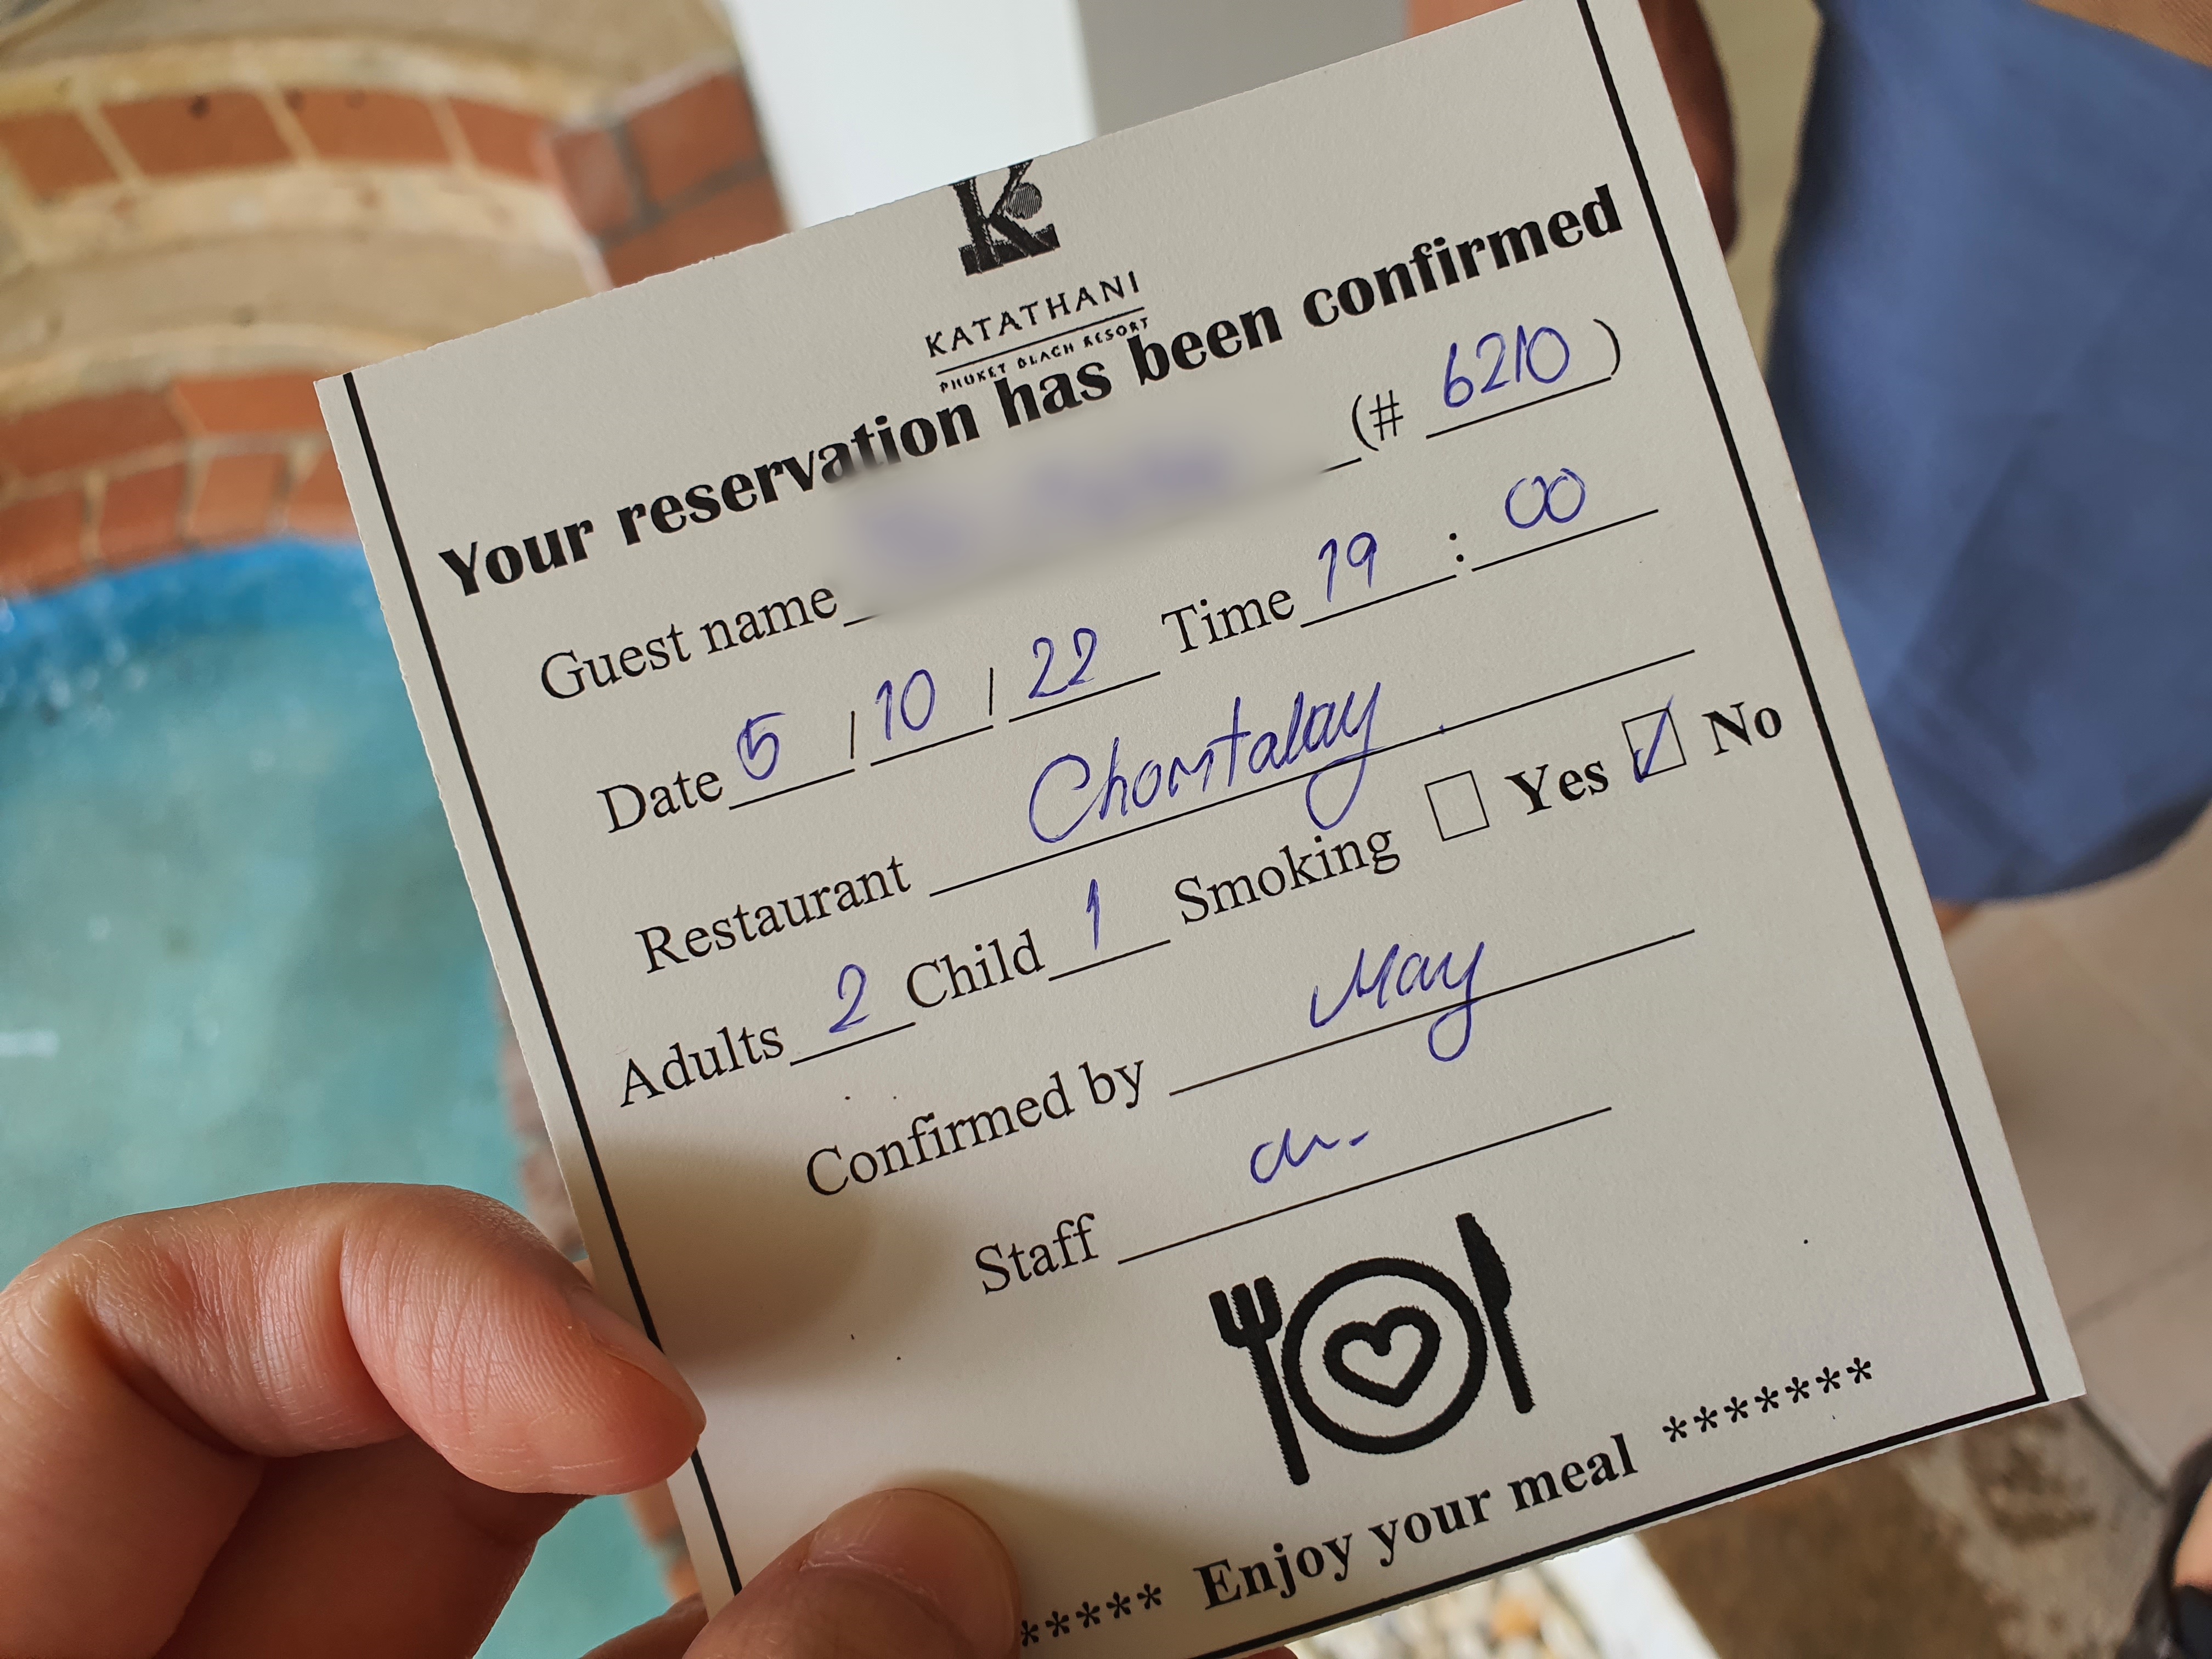 K
KATATHANI
PHUKET BEACH RESORT
Your reservation has been confirmed
Guest name (# 6210)
Date 5 / 10 / 22 Time 19 : 00
Restaurant Chomtalay
Adults 2 Child 1 Smoking ☐ Yes ☑ No
Confirmed by May
Staff
***** Enjoy your meal *******